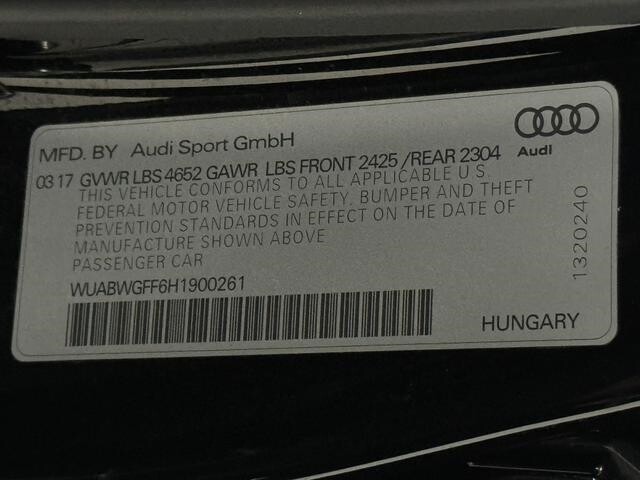 MFD. BY Audi Sport GmbH
Audi
03 17 GVWR LBS 4652 GAWR LBS FRONT 2425 /REAR 2304
THIS VEHICLE CONFORMS TO ALL APPLICABLE U.S.
FEDERAL MOTOR VEHICLE SAFETY, BUMPER AND THEFT
PREVENTION STANDARDS IN EFFECT ON THE DATE OF
MANUFACTURE SHOWN ABOVE
PASSENGER CAR
1320240
WUABWGFF6H1900261
HUNGARY